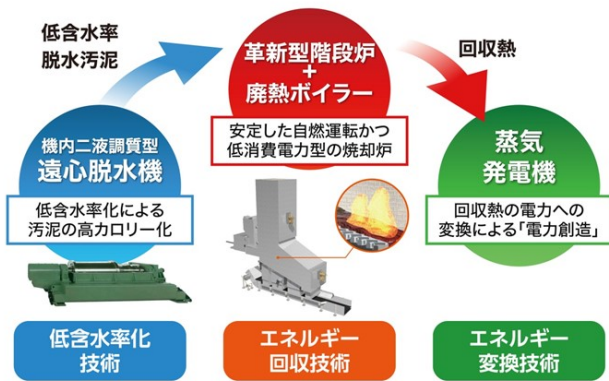 低含水率
脱水汚泥
機内二液調質型
遠心脱水機
低含水率化による
汚泥の高カロリー化
低含水率化
技術
革新型階段炉
+
廃熱ボイラー
安定した自燃運転かつ
低消費電力型の焼却炉
エネルギー
回収技術
回収熱
蒸気
発電機
回収熱の電力への
変換による「電力創造」
エネルギー
変換技術